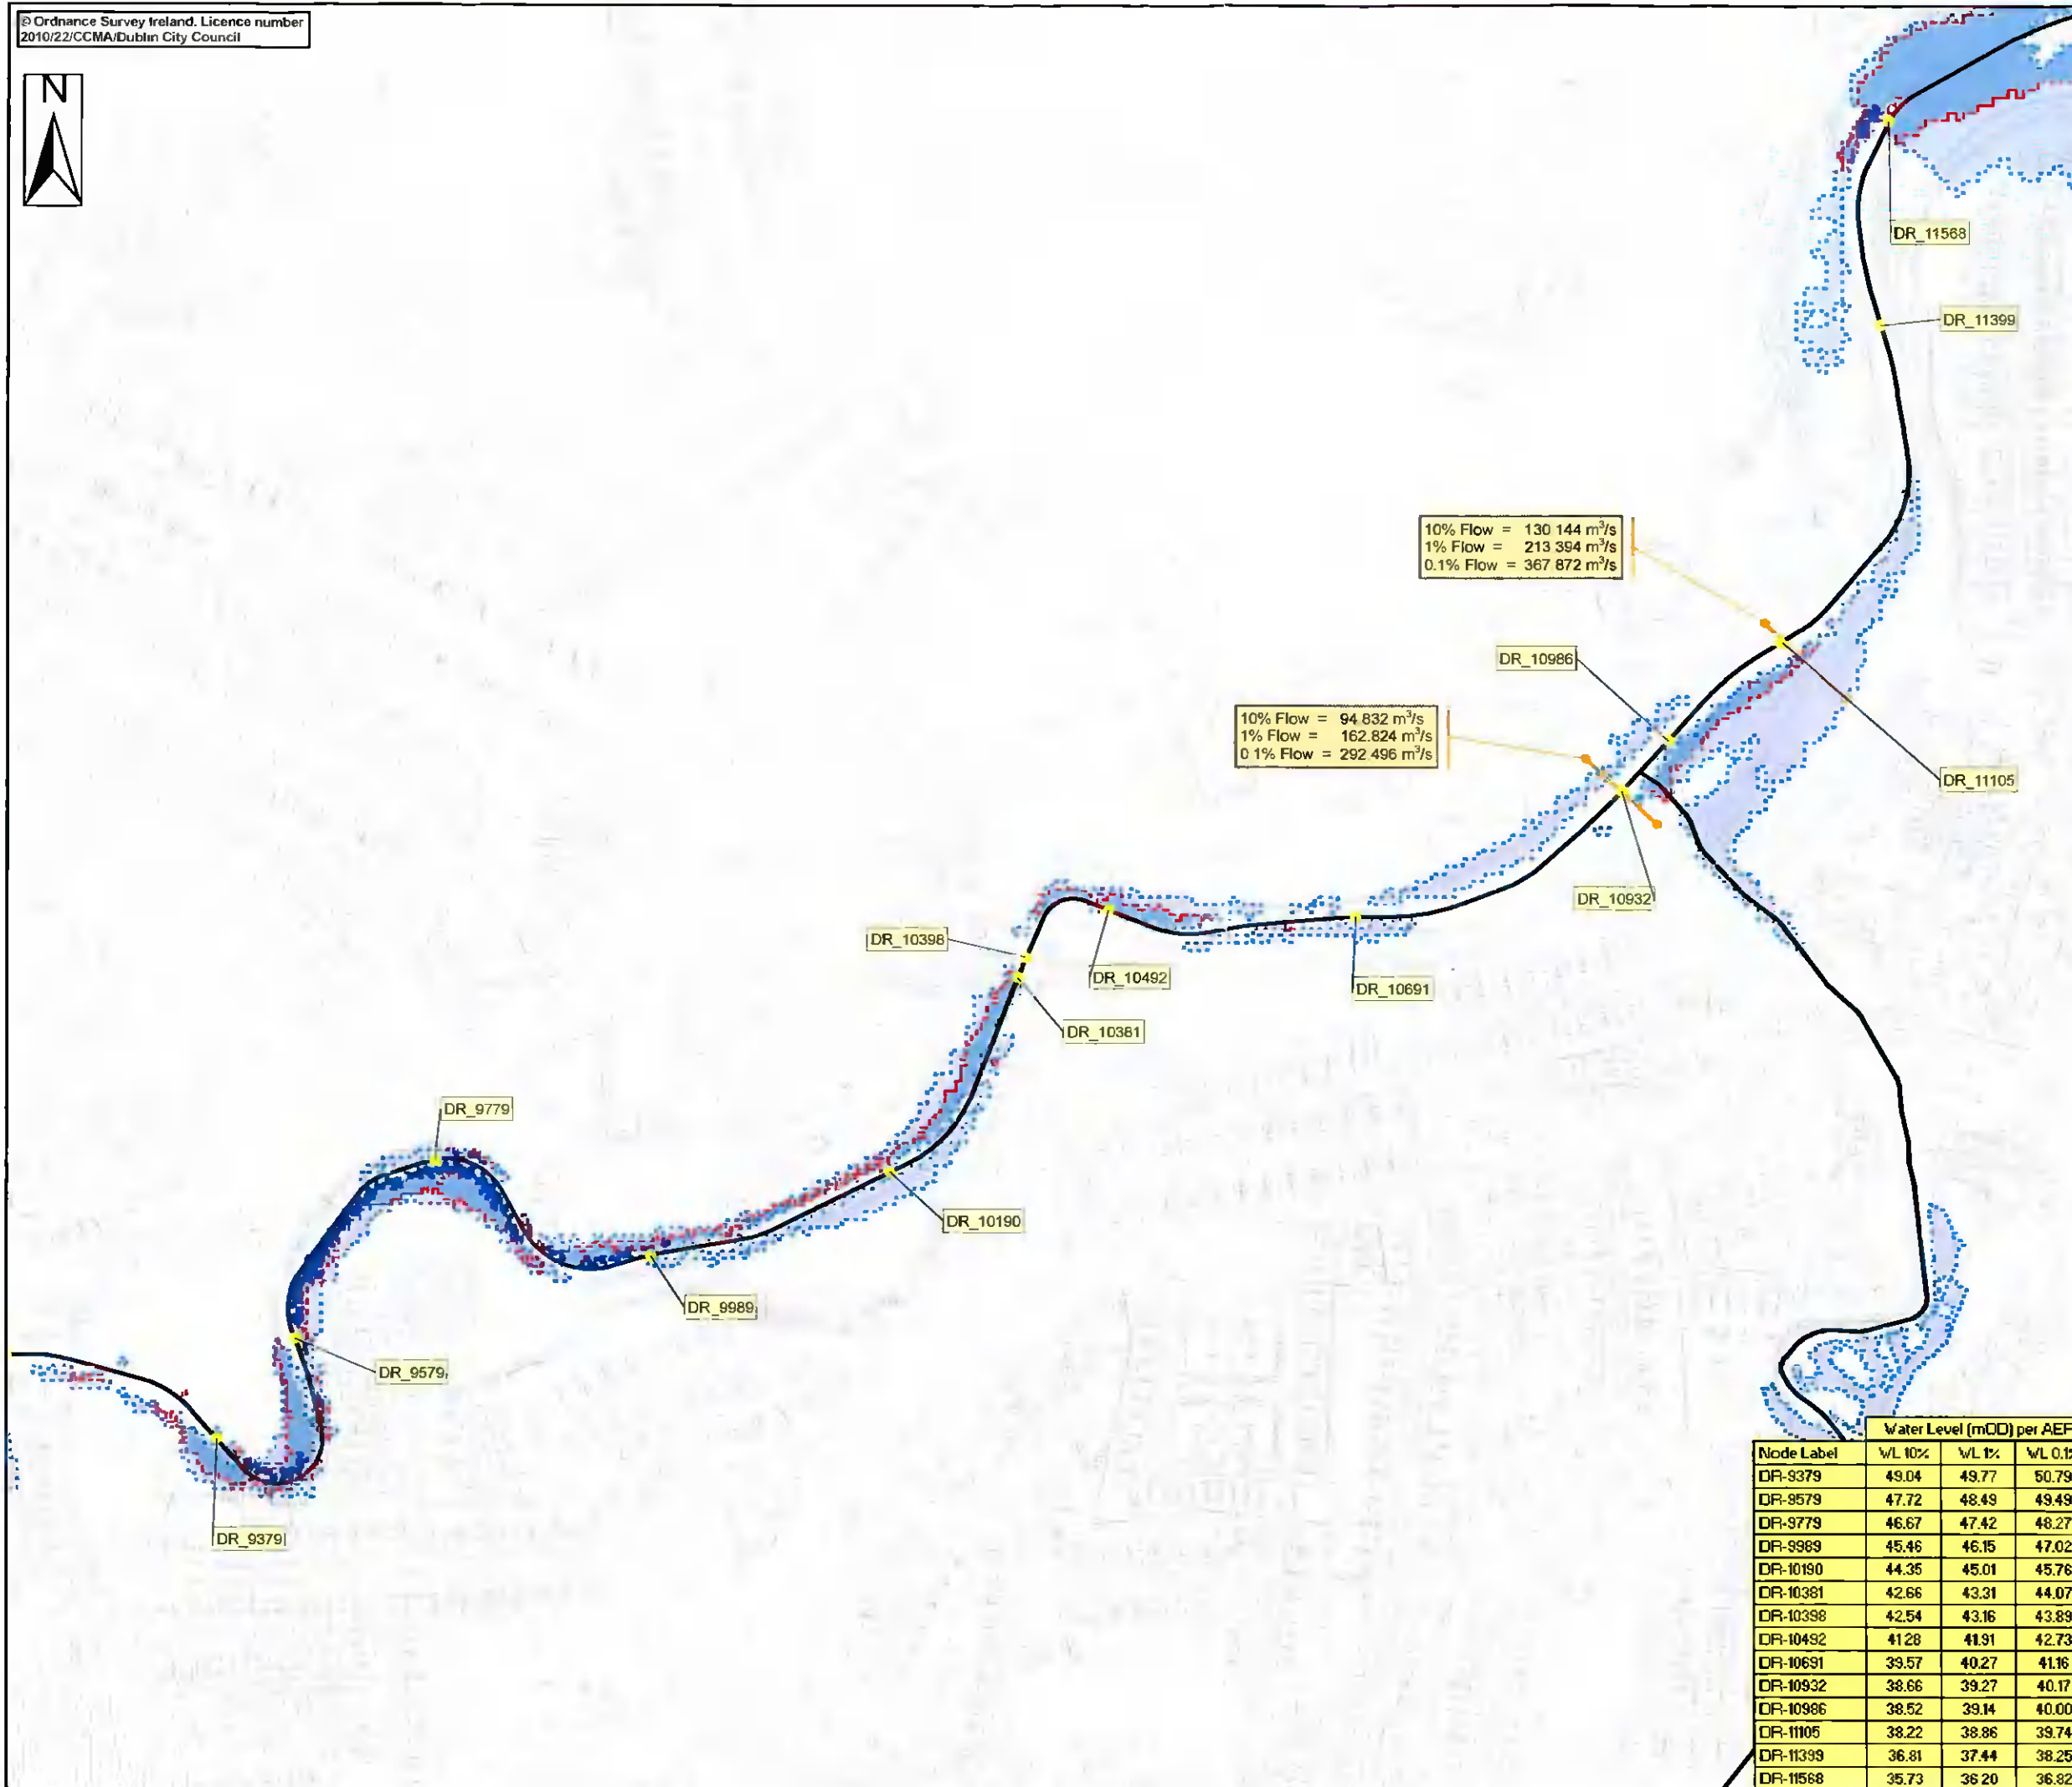 © Ordnance Survey Ireland. Licence number
2010/22/CCMA/Dublin City Council
N
DR_11568
DR_11399
10% Flow = 130 144 m³/s
1% Flow = 213 394 m³/s
0.1% Flow = 367 872 m³/s
DR_10986
10% Flow = 94 832 m³/s
1% Flow = 162.824 m³/s
0 1% Flow = 292 496 m³/s
DR_11105
DR_10932
DR_10398
DR_10492
DR_10691
DR_10381
DR_9779
DR_10190
DR_9989
DR_9579
DR_9379
Water Level (mOD) per AEP
Node Label WL 10% WL 1% WL 0.1%
DR-9379 49.04 49.77 50.79
DR-9579 47.72 48.49 49.49
DR-9779 46.67 47.42 48.27
DR-9989 45.46 46.15 47.02
DR-10190 44.35 45.01 45.76
DR-10381 42.66 43.31 44.07
DR-10398 42.54 43.16 43.89
DR-10492 41 28 41.91 42.73
DR-10691 39.57 40.27 41.16
DR-10932 38.66 39.27 40.17
DR-10986 38.52 39.14 40.00
DR-11105 38.22 38.86 39.74
DR-11399 36.81 37.44 38.25
DR-11568 35.73 36 20 36.82